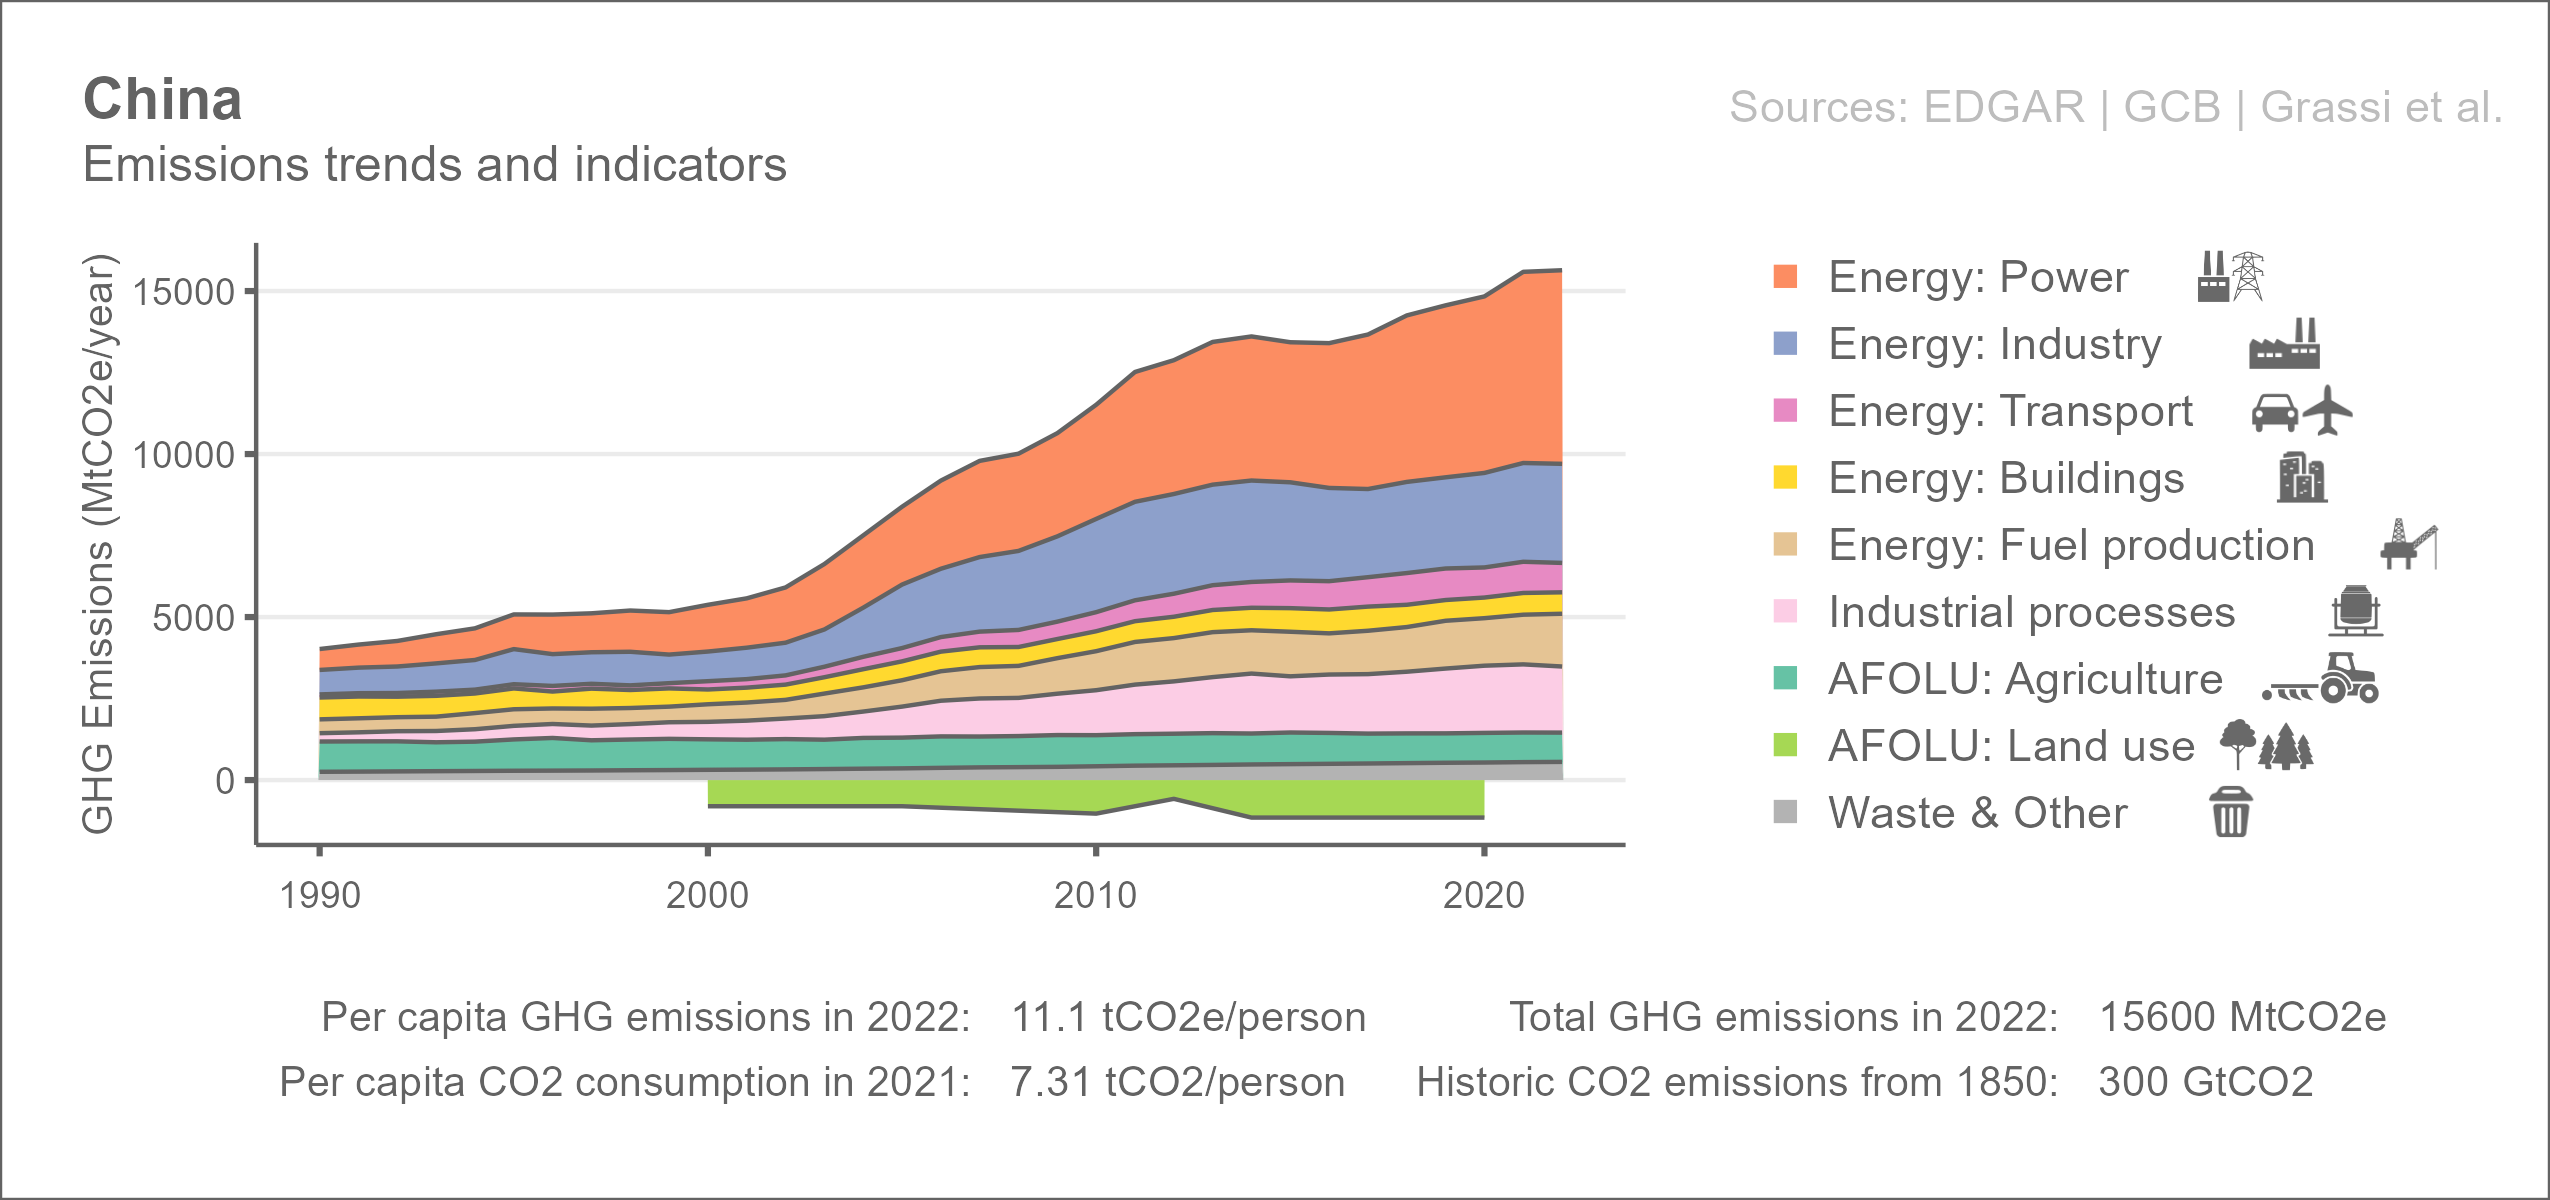 China
Sources: EDGAR | GCB | Grassi et al.
Emissions trends and indicators
GHG Emissions (MtCO2e/year)
15000
10000
5000
0
1990
2000
2010
2020
Energy: Power
Energy: Industry
Energy: Transport
Energy: Buildings
Energy: Fuel production
Industrial processes
AFOLU: Agriculture
AFOLU: Land use
Waste & Other
Per capita GHG emissions in 2022: 11.1 tCO2e/person
Total GHG emissions in 2022: 15600 MtCO2e
Per capita CO2 consumption in 2021: 7.31 tCO2/person
Historic CO2 emissions from 1850: 300 GtCO2